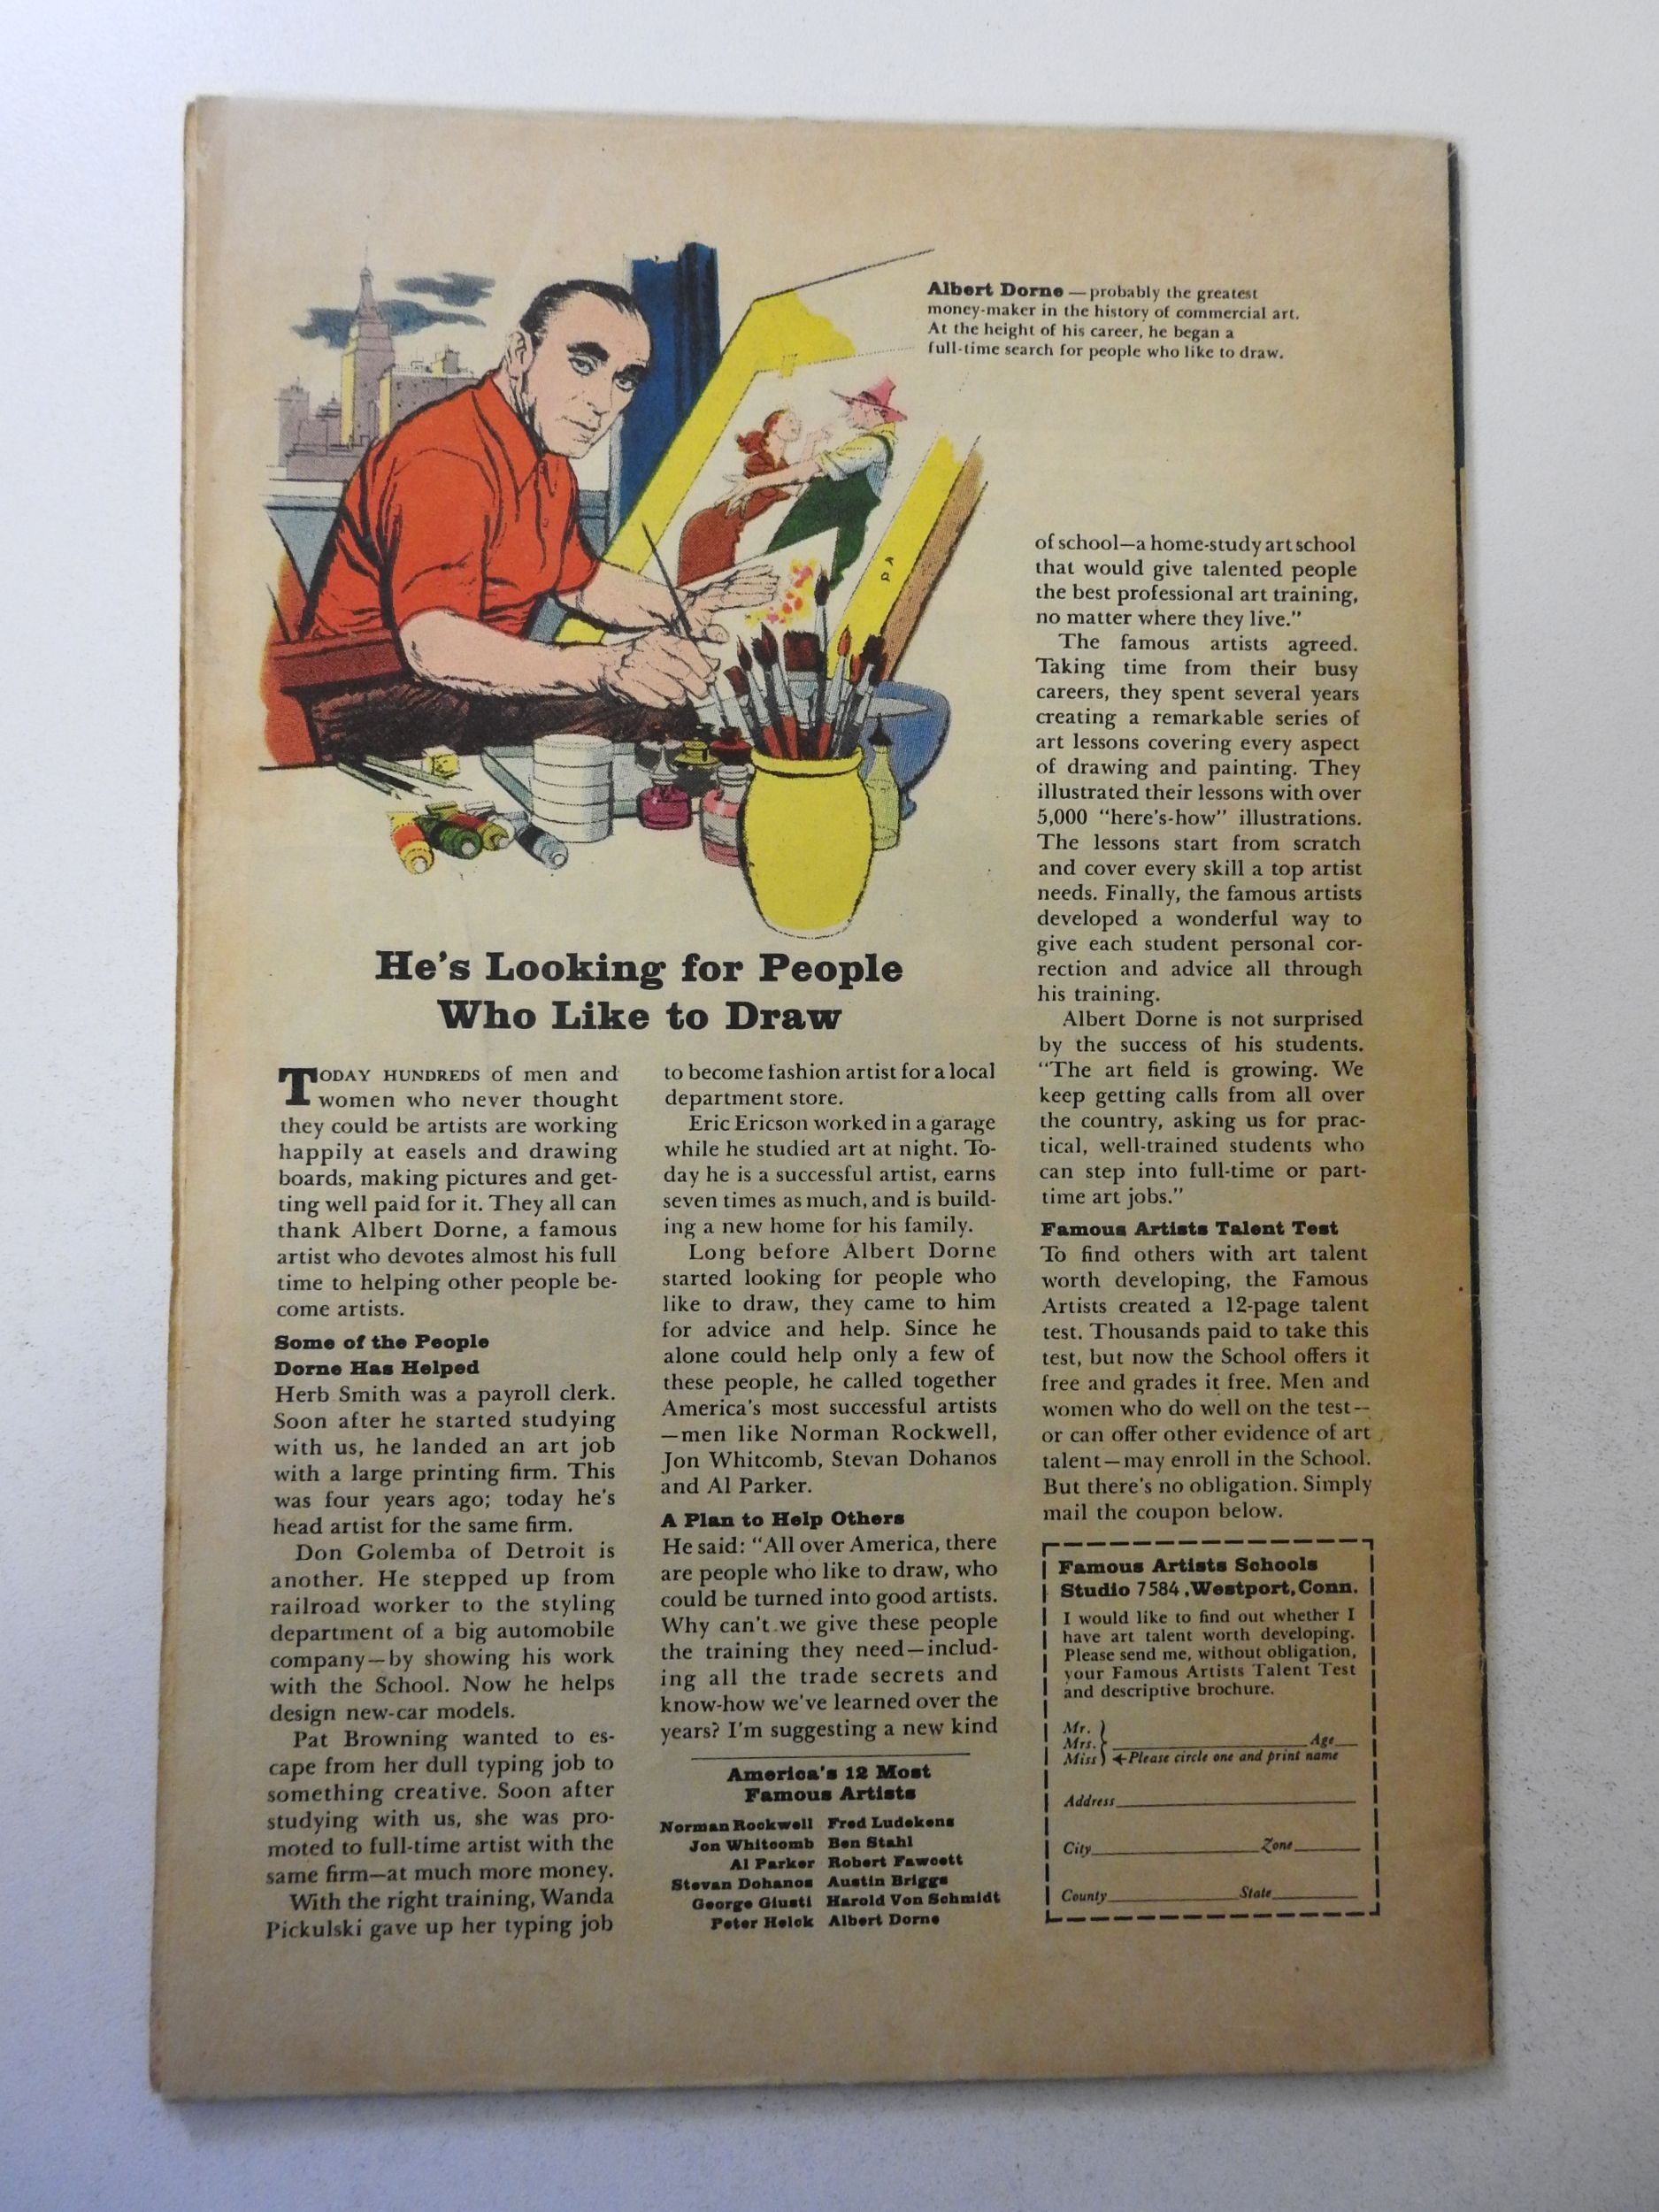 Albert Dorne — probably the greatest
money-maker in the history of commercial art.
At the height of his career, he began a
full-time search for people who like to draw.
He's Looking for People
Who Like to Draw
TODAY HUNDREDS of men and
women who never thought
they could be artists are working
happily at easels and drawing
boards, making pictures and get-
ting well paid for it. They all can
thank Albert Dorne, a famous
artist who devotes almost his full
time to helping other people be-
come artists.
Some of the People
Dorne Has Helped
Herb Smith was a payroll clerk.
Soon after he started studying
with us, he landed an art job
with a large printing firm. This
was four years ago; today he's
head artist for the same firm.
Don Golemba of Detroit is
another. He stepped up from
railroad worker to the styling
department of a big automobile
company—by showing his work
with the School. Now he helps
design new-car models.
Pat Browning wanted to es-
cape from her dull typing job to
something creative. Soon after
studying with us, she was pro-
moted to full-time artist with the
same firm—at much more money.
With the right training, Wanda
Pickulski gave up her typing job
to become fashion artist for a local
department store.
Eric Ericson worked in a garage
while he studied art at night. To-
day he is a successful artist, earns
seven times as much, and is build-
ing a new home for his family.
Long before Albert Dorne
started looking for people who
like to draw, they came to him
for advice and help. Since he
alone could help only a few of
these people, he called together
America's most successful artists
—men like Norman Rockwell,
Jon Whitcomb, Stevan Dohanos
and Al Parker.
A Plan to Help Others
He said: "All over America, there
are people who like to draw, who
could be turned into good artists.
Why can't we give these people
the training they need—includ-
ing all the trade secrets and
know-how we've learned over the
years? I'm suggesting a new kind
America's 12 Most
Famous Artists
Norman Rockwell Fred Ludekens
Jon Whitcomb Ben Stahl
Al Parker Robert Fawcett
Stevan Dohanos Austin Briggs
George Giusti Harold Von Schmidt
Peter Helck Albert Dorne
of school—a home-study art school
that would give talented people
the best professional art training,
no matter where they live."
The famous artists agreed.
Taking time from their busy
careers, they spent several years
creating a remarkable series of
art lessons covering every aspect
of drawing and painting. They
illustrated their lessons with over
5,000 "here's-how" illustrations.
The lessons start from scratch
and cover every skill a top artist
needs. Finally, the famous artists
developed a wonderful way to
give each student personal cor-
rection and advice all through
his training.
Albert Dorne is not surprised
by the success of his students.
"The art field is growing. We
keep getting calls from all over
the country, asking us for prac-
tical, well-trained students who
can step into full-time or part-
time art jobs."
Famous Artists Talent Test
To find others with art talent
worth developing, the Famous
Artists created a 12-page talent
test. Thousands paid to take this
test, but now the School offers it
free and grades it free. Men and
women who do well on the test—
or can offer other evidence of art
talent—may enroll in the School.
But there's no obligation. Simply
mail the coupon below.
Famous Artists Schools
Studio 7584, Westport, Conn.
I would like to find out whether I
have art talent worth developing.
Please send me, without obligation,
your Famous Artists Talent Test
and descriptive brochure.
Mr.
Mrs. Age
Miss ←Please circle one and print name
Address
City Zone
County State